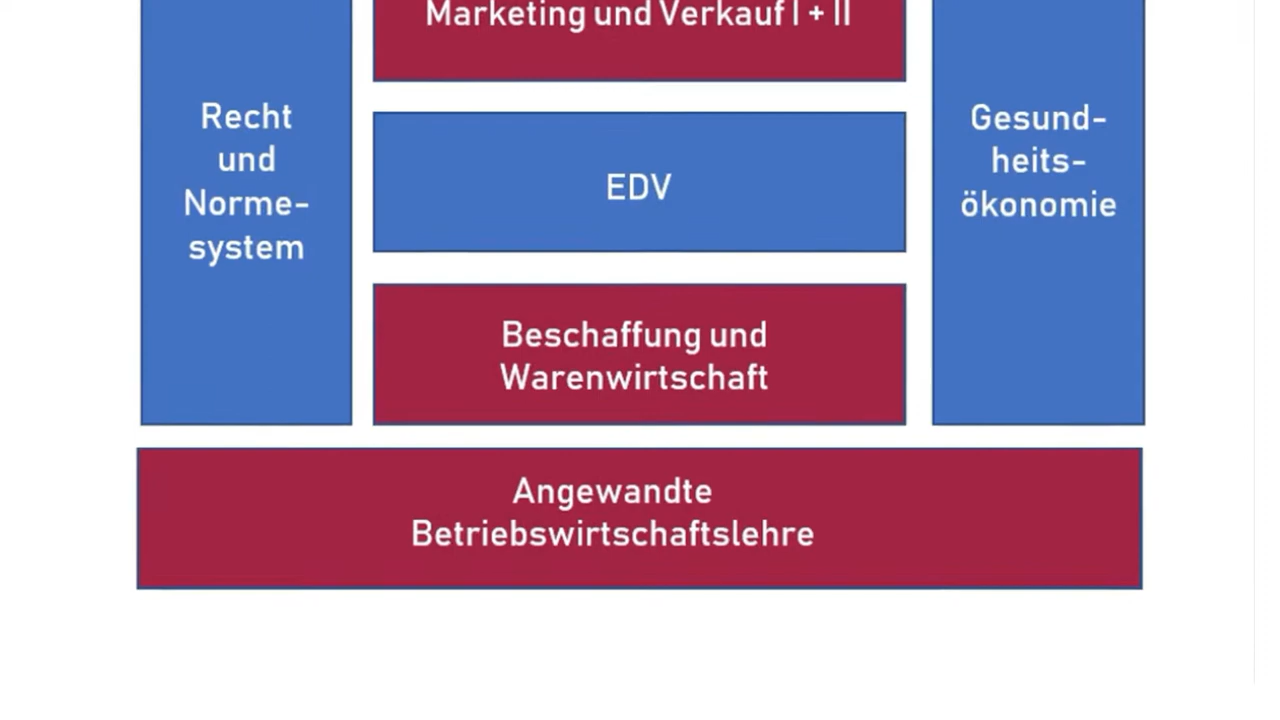 Marketing und Verkauf I + II
Recht
und
Norme-
system
EDV
Gesund-
heits-
ökonomie
Beschaffung und
Warenwirtschaft
Angewandte
Betriebswirtschaftslehre